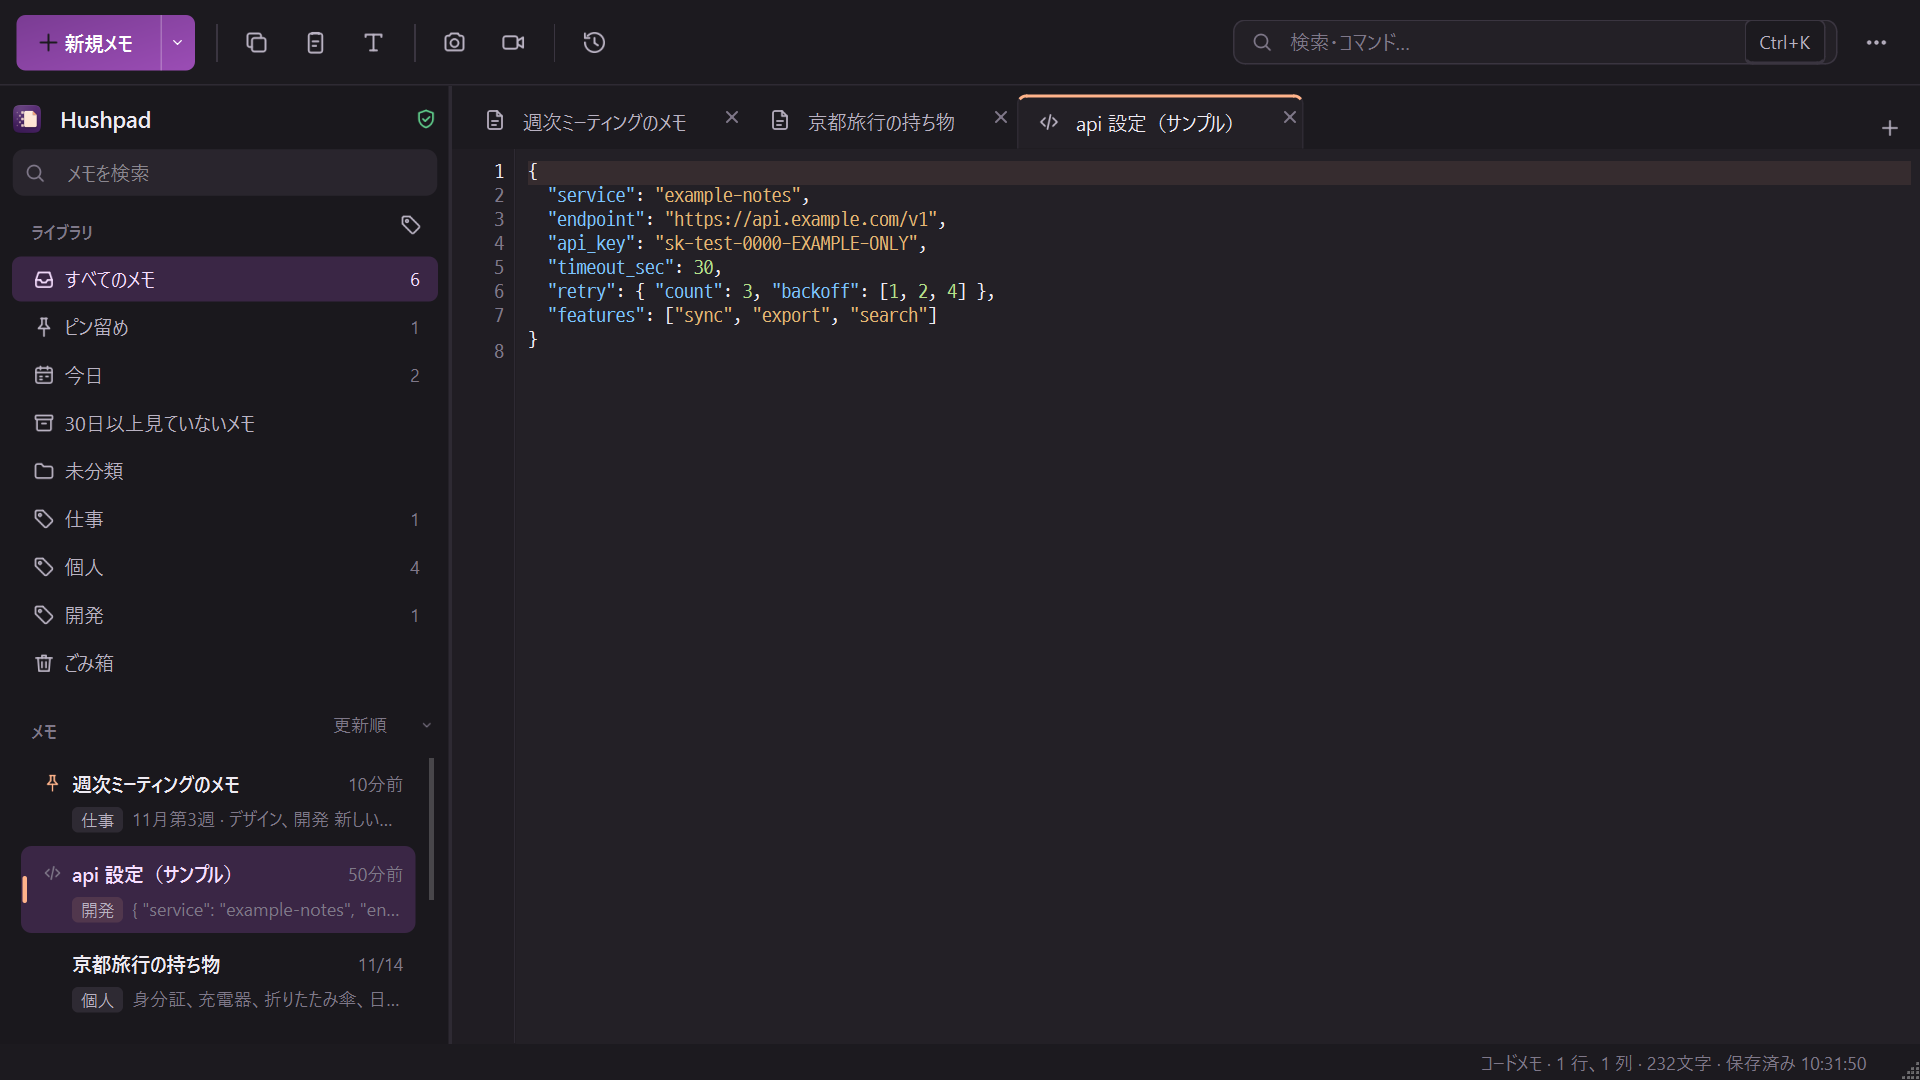 新規メモ
検索・コマンド...
Ctrl+K
Hushpad
メモを検索
ライブラリ
すべてのメモ 6
ピン留め 1
今日 2
30日以上見ていないメモ
未分類
仕事 1
個人 4
開発 1
ごみ箱
メモ 更新順
週次ミーティングのメモ 10分前
仕事 11月第3週 · デザイン、開発 新しい...
api 設定（サンプル） 50分前
開発 { "service": "example-notes", "en...
京都旅行の持ち物 11/14
個人 身分証、充電器、折りたたみ傘、日...
週次ミーティングのメモ
京都旅行の持ち物
api 設定（サンプル）
1 {
2 "service": "example-notes",
3 "endpoint": "https://api.example.com/v1",
4 "api_key": "sk-test-0000-EXAMPLE-ONLY",
5 "timeout_sec": 30,
6 "retry": { "count": 3, "backoff": [1, 2, 4] },
7 "features": ["sync", "export", "search"]
}
8
コードメモ · 1 行、1 列 · 232文字 · 保存済み 10:31:50